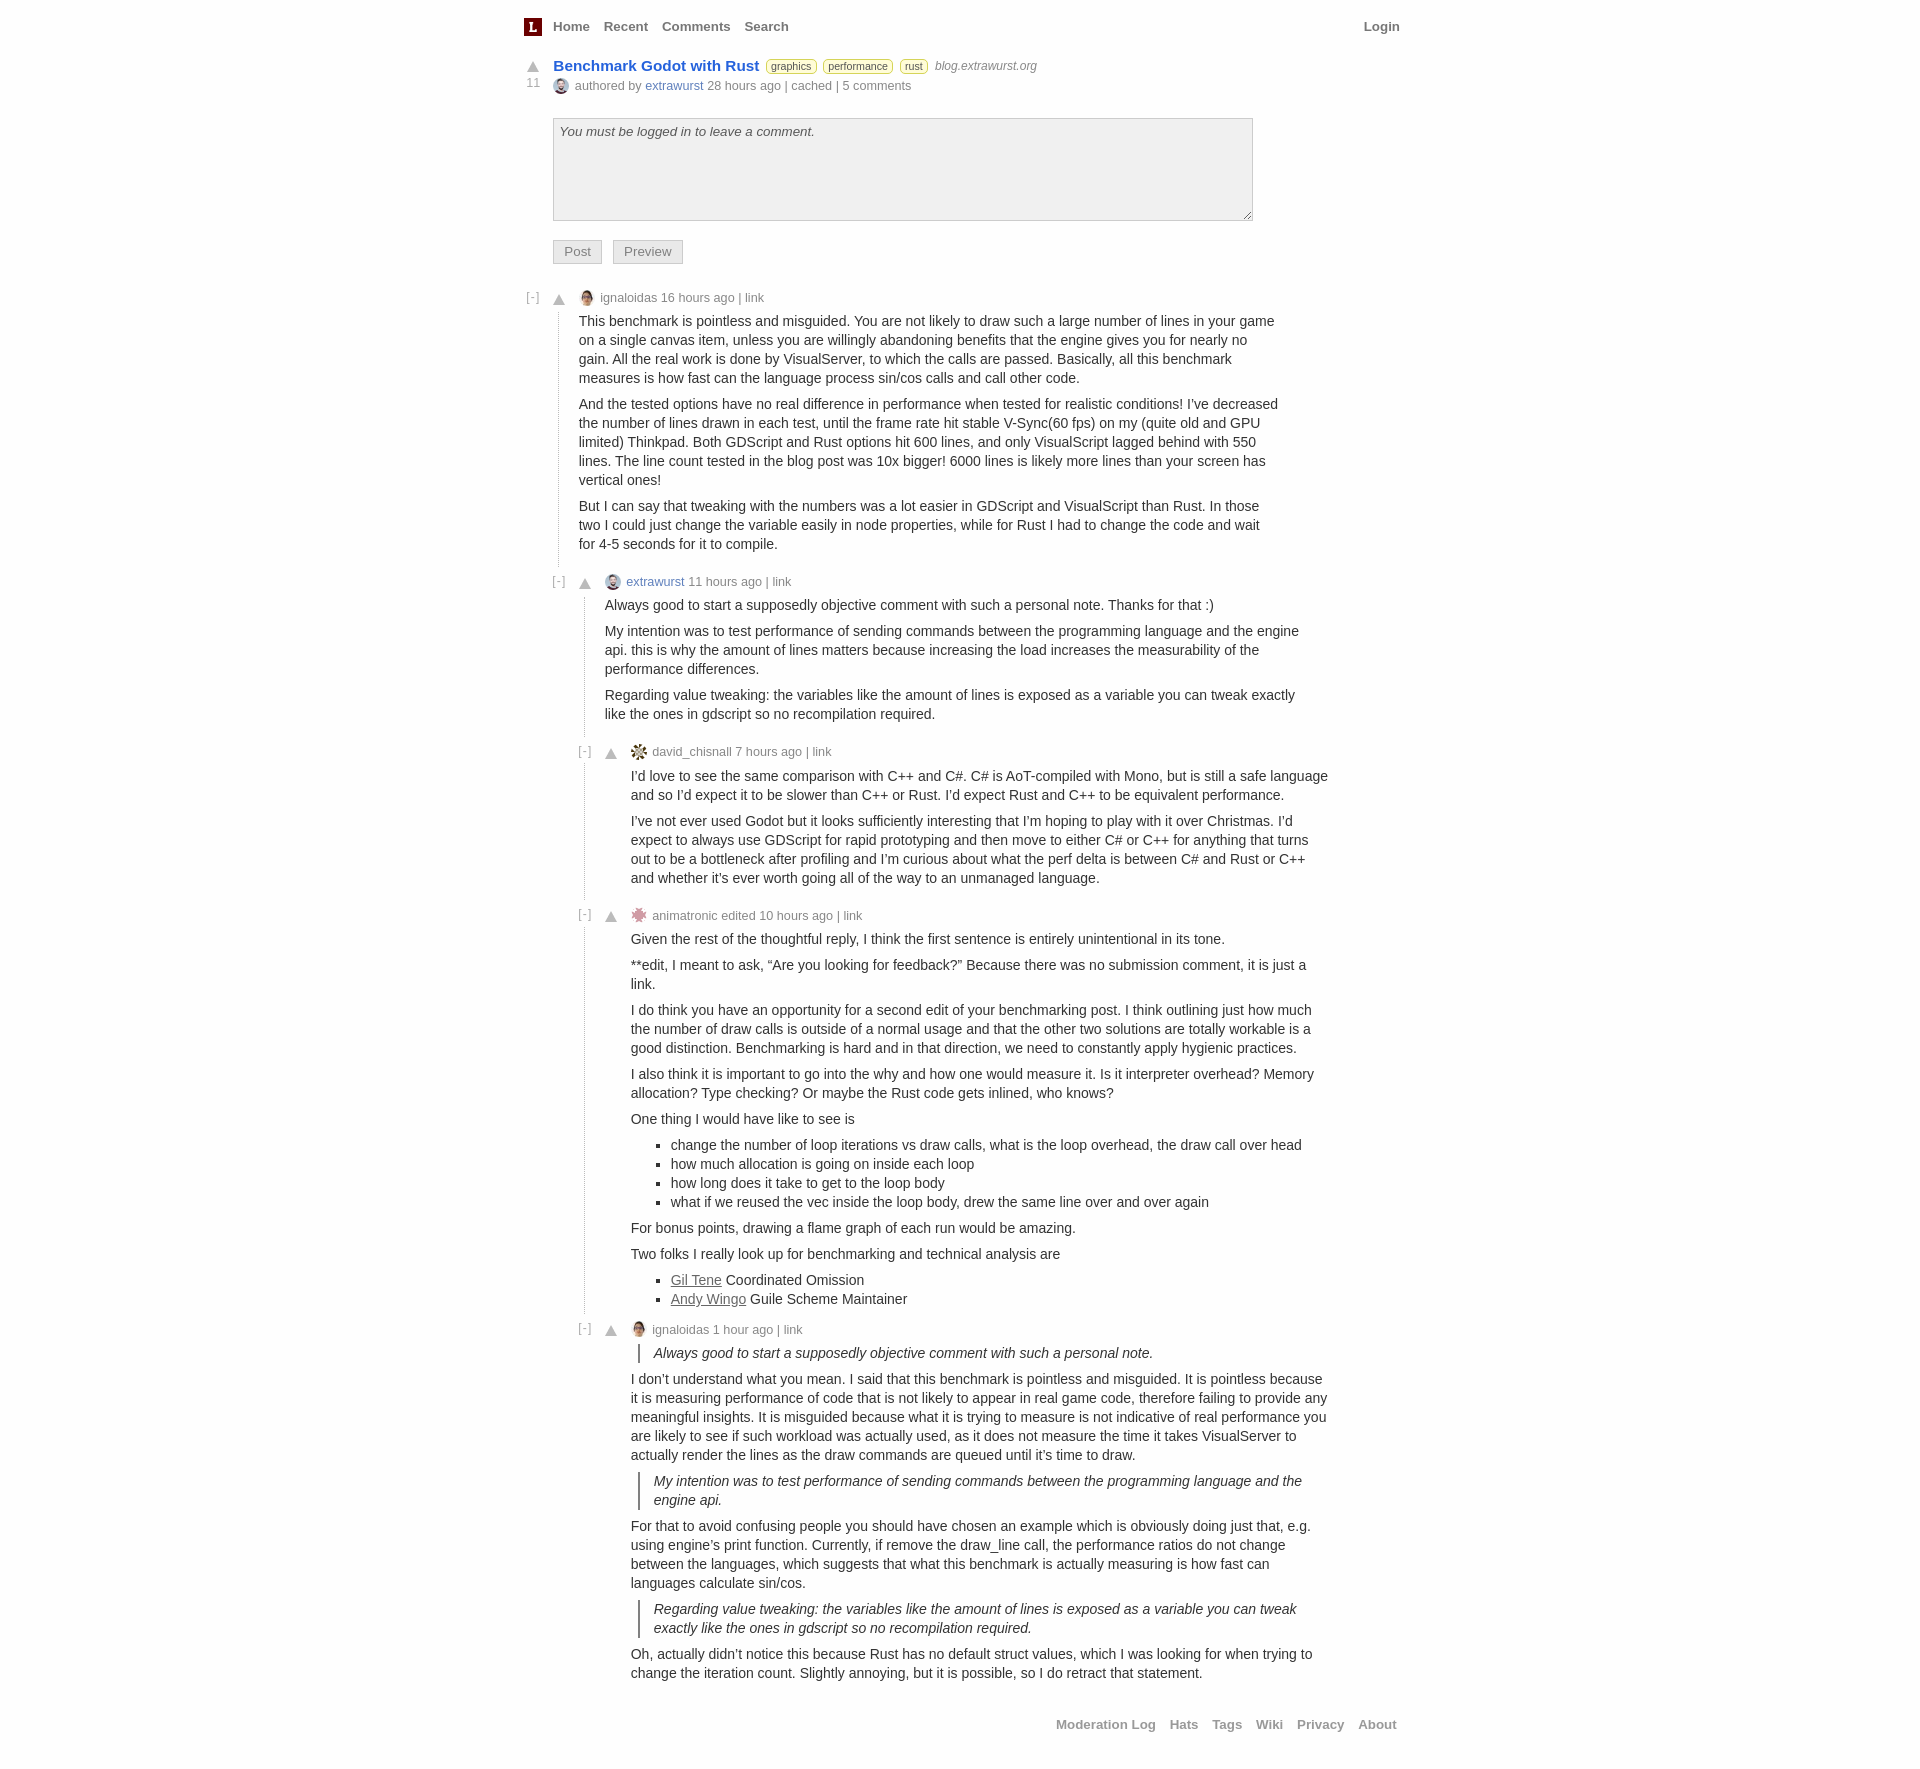 L Home Recent Comments Search Login
Benchmark Godot with Rust graphics performance rust blog.extrawurst.org
11 authored by extrawurst 28 hours ago | cached | 5 comments
You must be logged in to leave a comment.
Post Preview
[-] ignaloidas 16 hours ago | link
This benchmark is pointless and misguided. You are not likely to draw such a large number of lines in your game
on a single canvas item, unless you are willingly abandoning benefits that the engine gives you for nearly no
gain. All the real work is done by VisualServer, to which the calls are passed. Basically, all this benchmark
measures is how fast can the language process sin/cos calls and call other code.
And the tested options have no real difference in performance when tested for realistic conditions! I’ve decreased
the number of lines drawn in each test, until the frame rate hit stable V-Sync(60 fps) on my (quite old and GPU
limited) Thinkpad. Both GDScript and Rust options hit 600 lines, and only VisualScript lagged behind with 550
lines. The line count tested in the blog post was 10x bigger! 6000 lines is likely more lines than your screen has
vertical ones!
But I can say that tweaking with the numbers was a lot easier in GDScript and VisualScript than Rust. In those
two I could just change the variable easily in node properties, while for Rust I had to change the code and wait
for 4-5 seconds for it to compile.
[-] extrawurst 11 hours ago | link
Always good to start a supposedly objective comment with such a personal note. Thanks for that :)
My intention was to test performance of sending commands between the programming language and the engine
api. this is why the amount of lines matters because increasing the load increases the measurability of the
performance differences.
Regarding value tweaking: the variables like the amount of lines is exposed as a variable you can tweak exactly
like the ones in gdscript so no recompilation required.
[-] david_chisnall 7 hours ago | link
I’d love to see the same comparison with C++ and C#. C# is AoT-compiled with Mono, but is still a safe language
and so I’d expect it to be slower than C++ or Rust. I’d expect Rust and C++ to be equivalent performance.
I’ve not ever used Godot but it looks sufficiently interesting that I’m hoping to play with it over Christmas. I’d
expect to always use GDScript for rapid prototyping and then move to either C# or C++ for anything that turns
out to be a bottleneck after profiling and I’m curious about what the perf delta is between C# and Rust or C++
and whether it’s ever worth going all of the way to an unmanaged language.
[-] animatronic edited 10 hours ago | link
Given the rest of the thoughtful reply, I think the first sentence is entirely unintentional in its tone.
**edit, I meant to ask, “Are you looking for feedback?” Because there was no submission comment, it is just a
link.
I do think you have an opportunity for a second edit of your benchmarking post. I think outlining just how much
the number of draw calls is outside of a normal usage and that the other two solutions are totally workable is a
good distinction. Benchmarking is hard and in that direction, we need to constantly apply hygienic practices.
I also think it is important to go into the why and how one would measure it. Is it interpreter overhead? Memory
allocation? Type checking? Or maybe the Rust code gets inlined, who knows?
One thing I would have like to see is
▪ change the number of loop iterations vs draw calls, what is the loop overhead, the draw call over head
▪ how much allocation is going on inside each loop
▪ how long does it take to get to the loop body
▪ what if we reused the vec inside the loop body, drew the same line over and over again
For bonus points, drawing a flame graph of each run would be amazing.
Two folks I really look up for benchmarking and technical analysis are
▪ Gil Tene Coordinated Omission
▪ Andy Wingo Guile Scheme Maintainer
[-] ignaloidas 1 hour ago | link
Always good to start a supposedly objective comment with such a personal note.
I don’t understand what you mean. I said that this benchmark is pointless and misguided. It is pointless because
it is measuring performance of code that is not likely to appear in real game code, therefore failing to provide any
meaningful insights. It is misguided because what it is trying to measure is not indicative of real performance you
are likely to see if such workload was actually used, as it does not measure the time it takes VisualServer to
actually render the lines as the draw commands are queued until it’s time to draw.
My intention was to test performance of sending commands between the programming language and the
engine api.
For that to avoid confusing people you should have chosen an example which is obviously doing just that, e.g.
using engine’s print function. Currently, if remove the draw_line call, the performance ratios do not change
between the languages, which suggests that what this benchmark is actually measuring is how fast can
languages calculate sin/cos.
Regarding value tweaking: the variables like the amount of lines is exposed as a variable you can tweak
exactly like the ones in gdscript so no recompilation required.
Oh, actually didn’t notice this because Rust has no default struct values, which I was looking for when trying to
change the iteration count. Slightly annoying, but it is possible, so I do retract that statement.
Moderation Log Hats Tags Wiki Privacy About